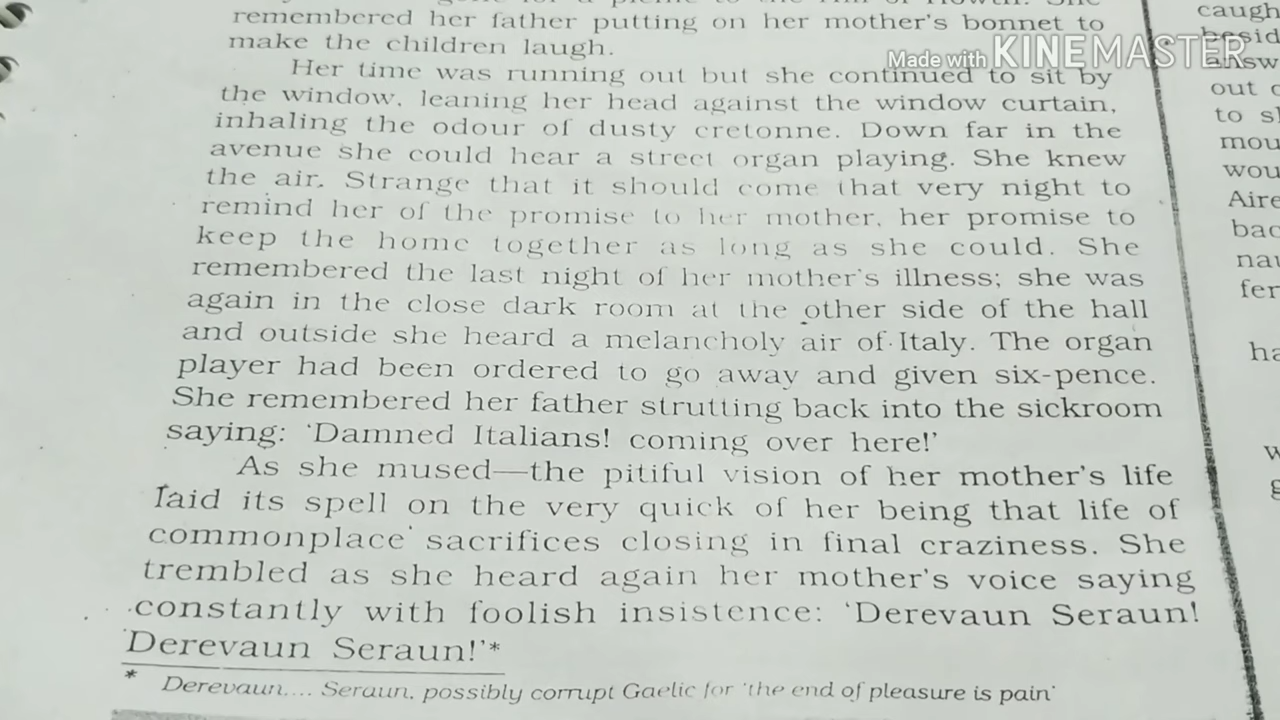 remembered her father putting on her mother's bonnet to
make the children laugh.
Her time was running out but she continued to sit by
the window, leaning her head against the window curtain,
inhaling the odour of dusty cretonne. Down far in the
avenue she could hear a street organ playing. She knew
the air. Strange that it should come that very night to
remind her of the promise to her mother, her promise to
keep the home together as long as she could. She
remembered the last night of her mother's illness; she was
again in the close dark room at the other side of the hall
and outside she heard a melancholy air of Italy. The organ
player had been ordered to go away and given six-pence.
She remembered her father strutting back into the sickroom
saying: 'Damned Italians! coming over here!'
As she mused—the pitiful vision of her mother's life
laid its spell on the very quick of her being that life of
commonplace sacrifices closing in final craziness. She
trembled as she heard again her mother's voice saying
constantly with foolish insistence: 'Derevaun Seraun!
Derevaun Seraun!'*
* Derevaun.... Seraun, possibly corrupt Gaelic for 'the end of pleasure is pain'
Made with KINEMASTER
out
to